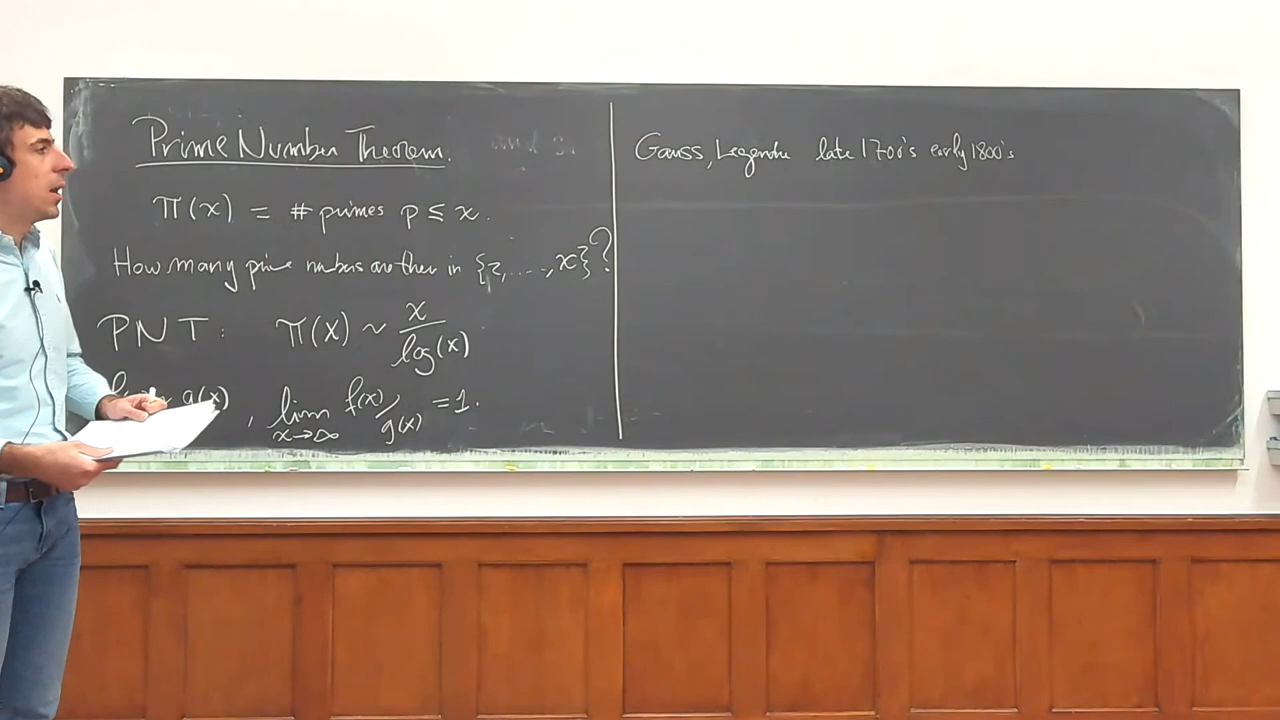 Prime Number Theorem.
π(x) = # primes p ≤ x.
How many prime numbers are there in {2,....,x}?
PNT: π(x) ~ x/log(x)
g(x), lim x→∞ f(x)/g(x) = 1.
Gauss, Legendre late 1700's early 1800's